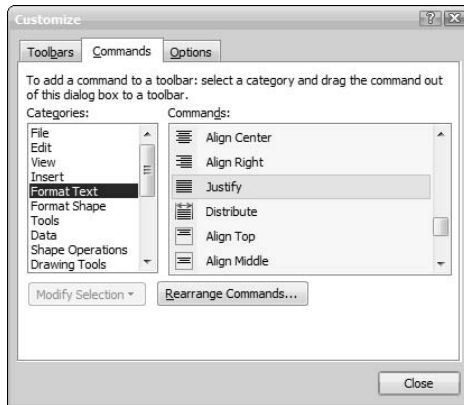 Customize
Toolbars Commands Options
To add a command to a toolbar: select a category and drag the command out
of this dialog box to a toolbar.
Categories:
File
Edit
View
Insert
Format Text
Format Shape
Tools
Data
Shape Operations
Drawing Tools
Commands:
Align Center
Align Right
Justify
Distribute
Align Top
Align Middle
Modify Selection
Rearrange Commands...
Close